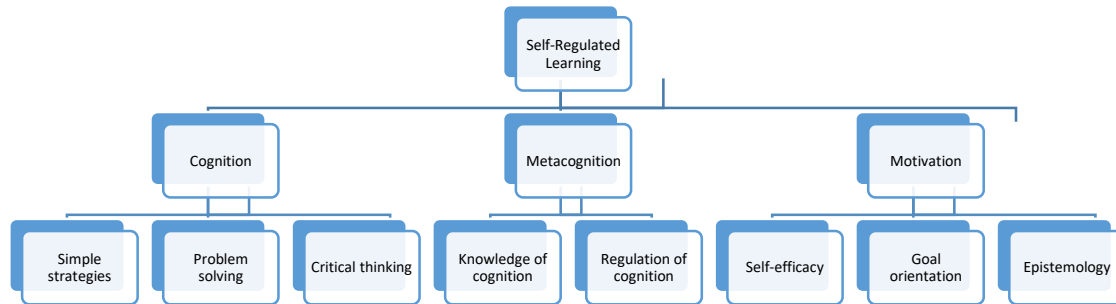 Self-Regulated
Learning
Cognition
Metacognition
Motivation
Simple
strategies
Problem
solving
Critical thinking
Knowledge of
cognition
Regulation of
cognition
Self-efficacy
Goal
orientation
Epistemology